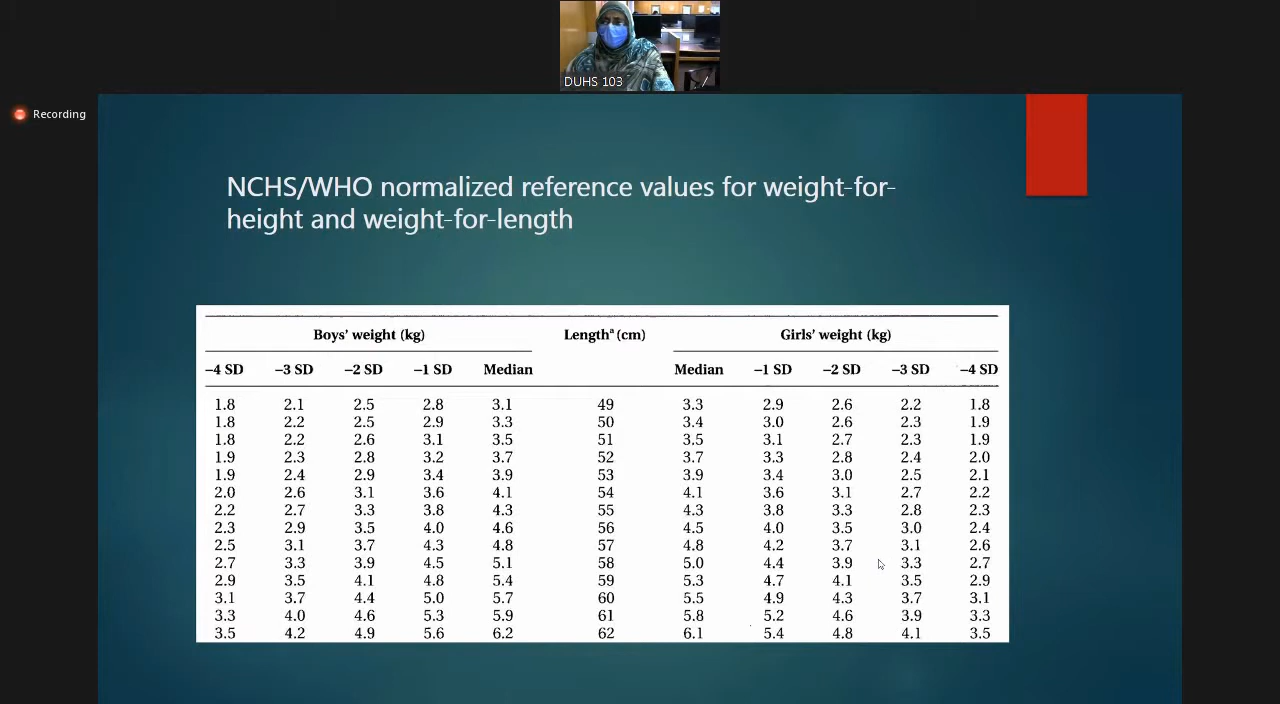 DUHS 103
Recording
NCHS/WHO normalized reference values for weight-for-
height and weight-for-length
Boys' weight (kg) Lengthᵃ (cm) Girls' weight (kg)
−4 SD −3 SD −2 SD −1 SD Median Median −1 SD −2 SD −3 SD −4 SD
1.8 2.1 2.5 2.8 3.1 49 3.3 2.9 2.6 2.2 1.8
1.8 2.2 2.5 2.9 3.3 50 3.4 3.0 2.6 2.3 1.9
1.8 2.2 2.6 3.1 3.5 51 3.5 3.1 2.7 2.3 1.9
1.9 2.3 2.8 3.2 3.7 52 3.7 3.3 2.8 2.4 2.0
1.9 2.4 2.9 3.4 3.9 53 3.9 3.4 3.0 2.5 2.1
2.0 2.6 3.1 3.6 4.1 54 4.1 3.6 3.1 2.7 2.2
2.2 2.7 3.3 3.8 4.3 55 4.3 3.8 3.3 2.8 2.3
2.3 2.9 3.5 4.0 4.6 56 4.5 4.0 3.5 3.0 2.4
2.5 3.1 3.7 4.3 4.8 57 4.8 4.2 3.7 3.1 2.6
2.7 3.3 3.9 4.5 5.1 58 5.0 4.4 3.9 3.3 2.7
2.9 3.5 4.1 4.8 5.4 59 5.3 4.7 4.1 3.5 2.9
3.1 3.7 4.4 5.0 5.7 60 5.5 4.9 4.3 3.7 3.1
3.3 4.0 4.6 5.3 5.9 61 5.8 5.2 4.6 3.9 3.3
3.5 4.2 4.9 5.6 6.2 62 6.1 5.4 4.8 4.1 3.5